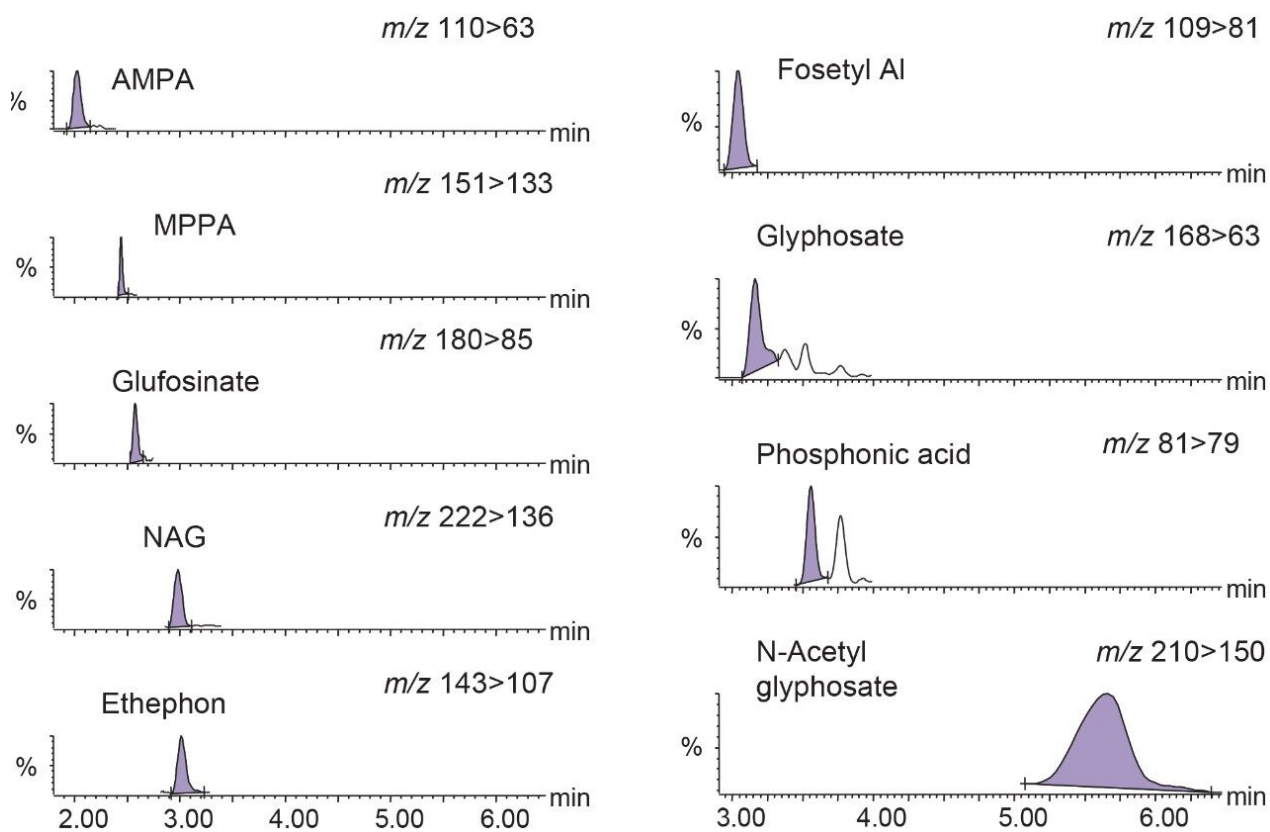 m/z 110>63
AMPA
%
min
m/z 151>133
MPPA
%
min
m/z 180>85
Glufosinate
%
min
m/z 222>136
NAG
%
min
m/z 143>107
Ethephon
%
min
2.00 3.00 4.00 5.00 6.00
m/z 109>81
Fosetyl Al
%
min
Glyphosate
m/z 168>63
%
min
m/z 81>79
Phosphonic acid
%
min
N-Acetyl
glyphosate
m/z 210>150
%
min
3.00 4.00 5.00 6.00